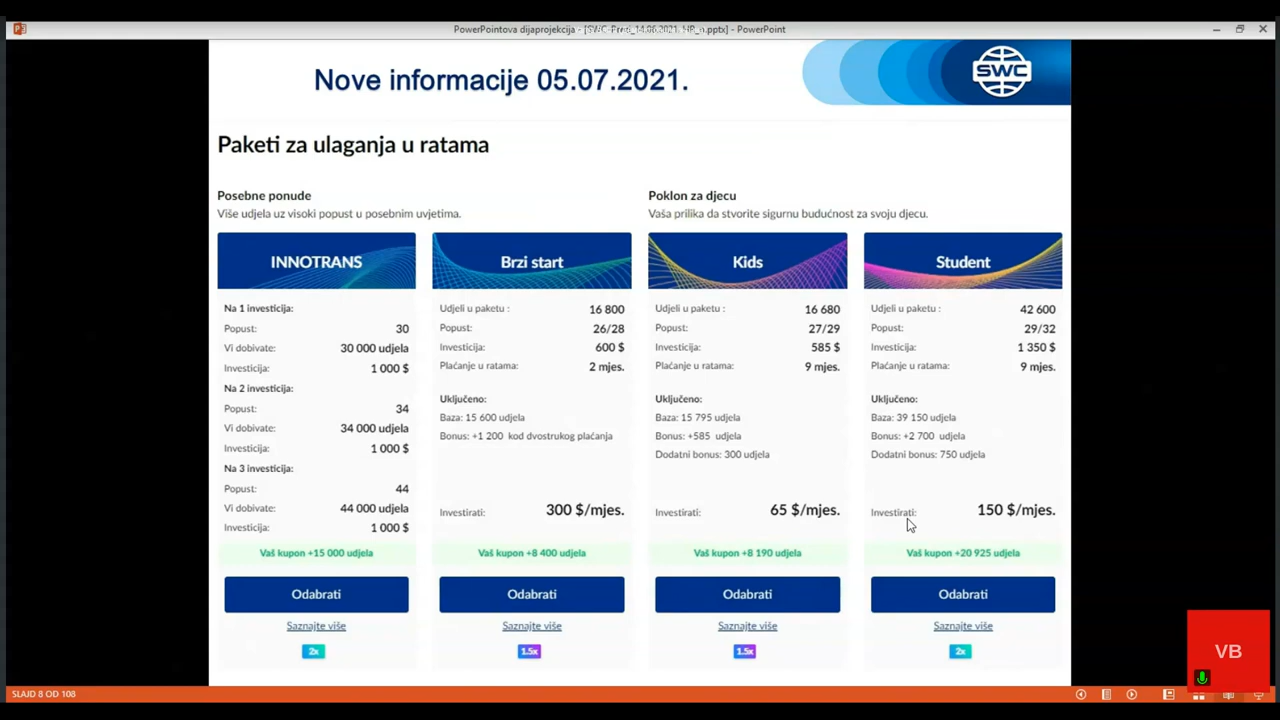 PowerPointova dijaprojekcija - [SWC-Prez_14.06.2021. HR_n.pptx] - PowerPoint
Nove informacije 05.07.2021.
SWC
Paketi za ulaganja u ratama
Posebne ponude
Više udjela uz visoki popust u posebnim uvjetima.
Poklon za djecu
Vaša prilika da stvorite sigurnu budućnost za svoju djecu.
INNOTRANS
Na 1 investicija:
Popust: 30
Vi dobivate: 30 000 udjela
Investicija: 1 000 $
Na 2 investicija:
Popust: 34
Vi dobivate: 34 000 udjela
Investicija: 1 000 $
Na 3 investicija:
Popust: 44
Vi dobivate: 44 000 udjela
Investicija: 1 000 $
Vaš kupon +15 000 udjela
Odabrati
Saznajte više
2x
Brzi start
Udjeli u paketu : 16 800
Popust: 26/28
Investicija: 600 $
Plaćanje u ratama: 2 mjes.
Uključeno:
Baza: 15 600 udjela
Bonus: +1 200 kod dvostrukog plaćanja
Investirati: 300 $/mjes.
Vaš kupon +8 400 udjela
Odabrati
Saznajte više
1.5x
Kids
Udjeli u paketu : 16 680
Popust: 27/29
Investicija: 585 $
Plaćanje u ratama: 9 mjes.
Uključeno:
Baza: 15 795 udjela
Bonus: +585 udjela
Dodatni bonus: 300 udjela
Investirati: 65 $/mjes.
Vaš kupon +8 190 udjela
Odabrati
Saznajte više
1.5x
Student
Udjeli u paketu : 42 600
Popust: 29/32
Investicija: 1 350 $
Plaćanje u ratama: 9 mjes.
Uključeno:
Baza: 39 150 udjela
Bonus: +2 700 udjela
Dodatni bonus: 750 udjela
Investirati: 150 $/mjes.
Vaš kupon +20 925 udjela
Odabrati
Saznajte više
2x
VB
SLAJD 8 OD 108